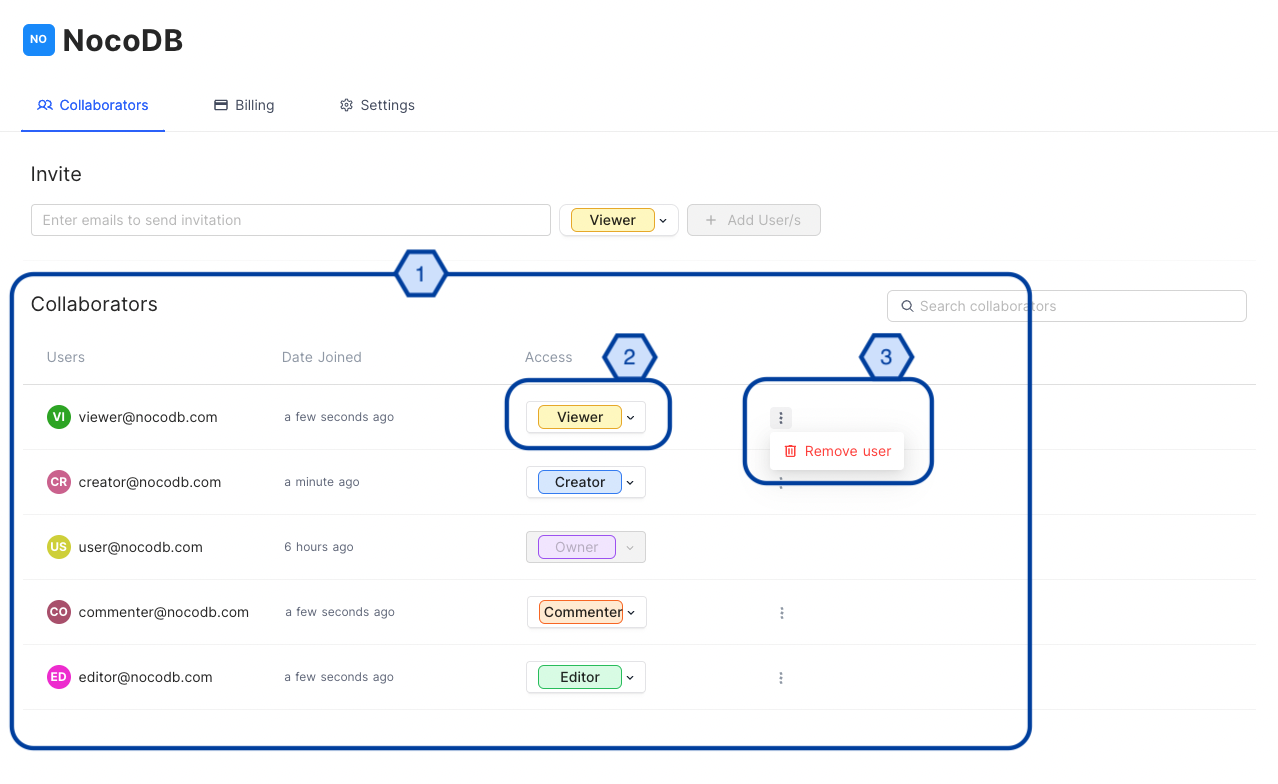 NO NocoDB
Collaborators Billing Settings
Invite
Enter emails to send invitation Viewer + Add User/s
1
Collaborators Search collaborators
Users Date Joined Access 2 3
VI viewer@nocodb.com a few seconds ago Viewer
Remove user
CR creator@nocodb.com a minute ago Creator
US user@nocodb.com 6 hours ago Owner
CO commenter@nocodb.com a few seconds ago Commenter
ED editor@nocodb.com a few seconds ago Editor